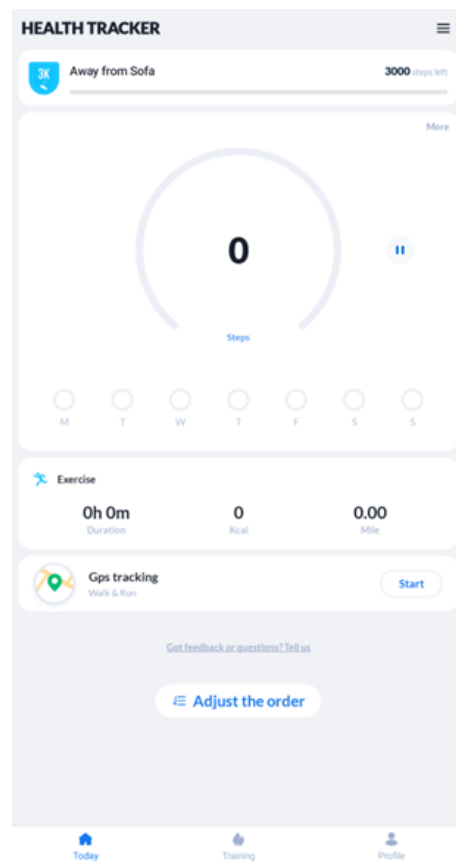 HEALTH TRACKER
3K
Away from Sofa
3000 steps left
More
0
Steps
M T W T F S S
Exercise
0h 0m 0 0.00
Duration Kcal Mile
Gps tracking
Walk & Run
Start
Got feedback or questions? Tell us
Adjust the order
Today Training Profile